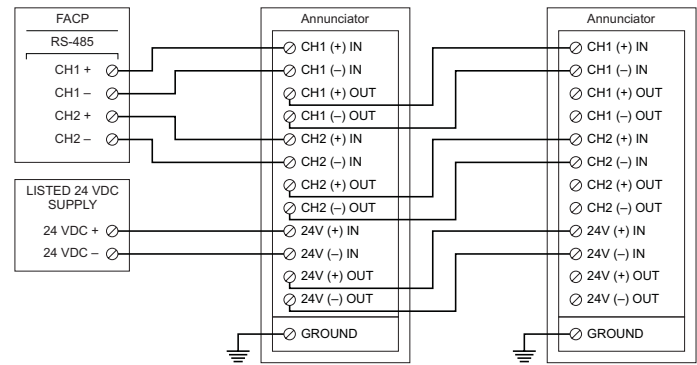 FACP
RS-485
CH1 +
CH1 –
CH2 +
CH2 –
LISTED 24 VDC
SUPPLY
24 VDC +
24 VDC –
Annunciator
CH1 (+) IN
CH1 (–) IN
CH1 (+) OUT
CH1 (–) OUT
CH2 (+) IN
CH2 (–) IN
CH2 (+) OUT
CH2 (–) OUT
24V (+) IN
24V (–) IN
24V (+) OUT
24V (–) OUT
GROUND
Annunciator
CH1 (+) IN
CH1 (–) IN
CH1 (+) OUT
CH1 (–) OUT
CH2 (+) IN
CH2 (–) IN
CH2 (+) OUT
CH2 (–) OUT
24V (+) IN
24V (–) IN
24V (+) OUT
24V (–) OUT
GROUND